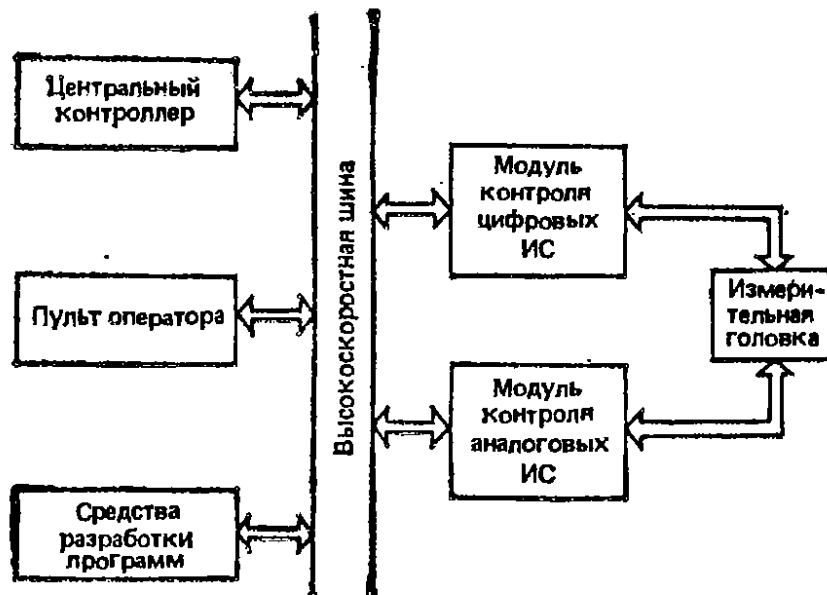 Центральный
контроллер
Пульт оператора
Средства
разработки
программ
Высокоскоростная шина
Модуль
контроля
цифровых
ИС
Модуль
контроля
аналоговых
ИС
Измери-
тельная
головка